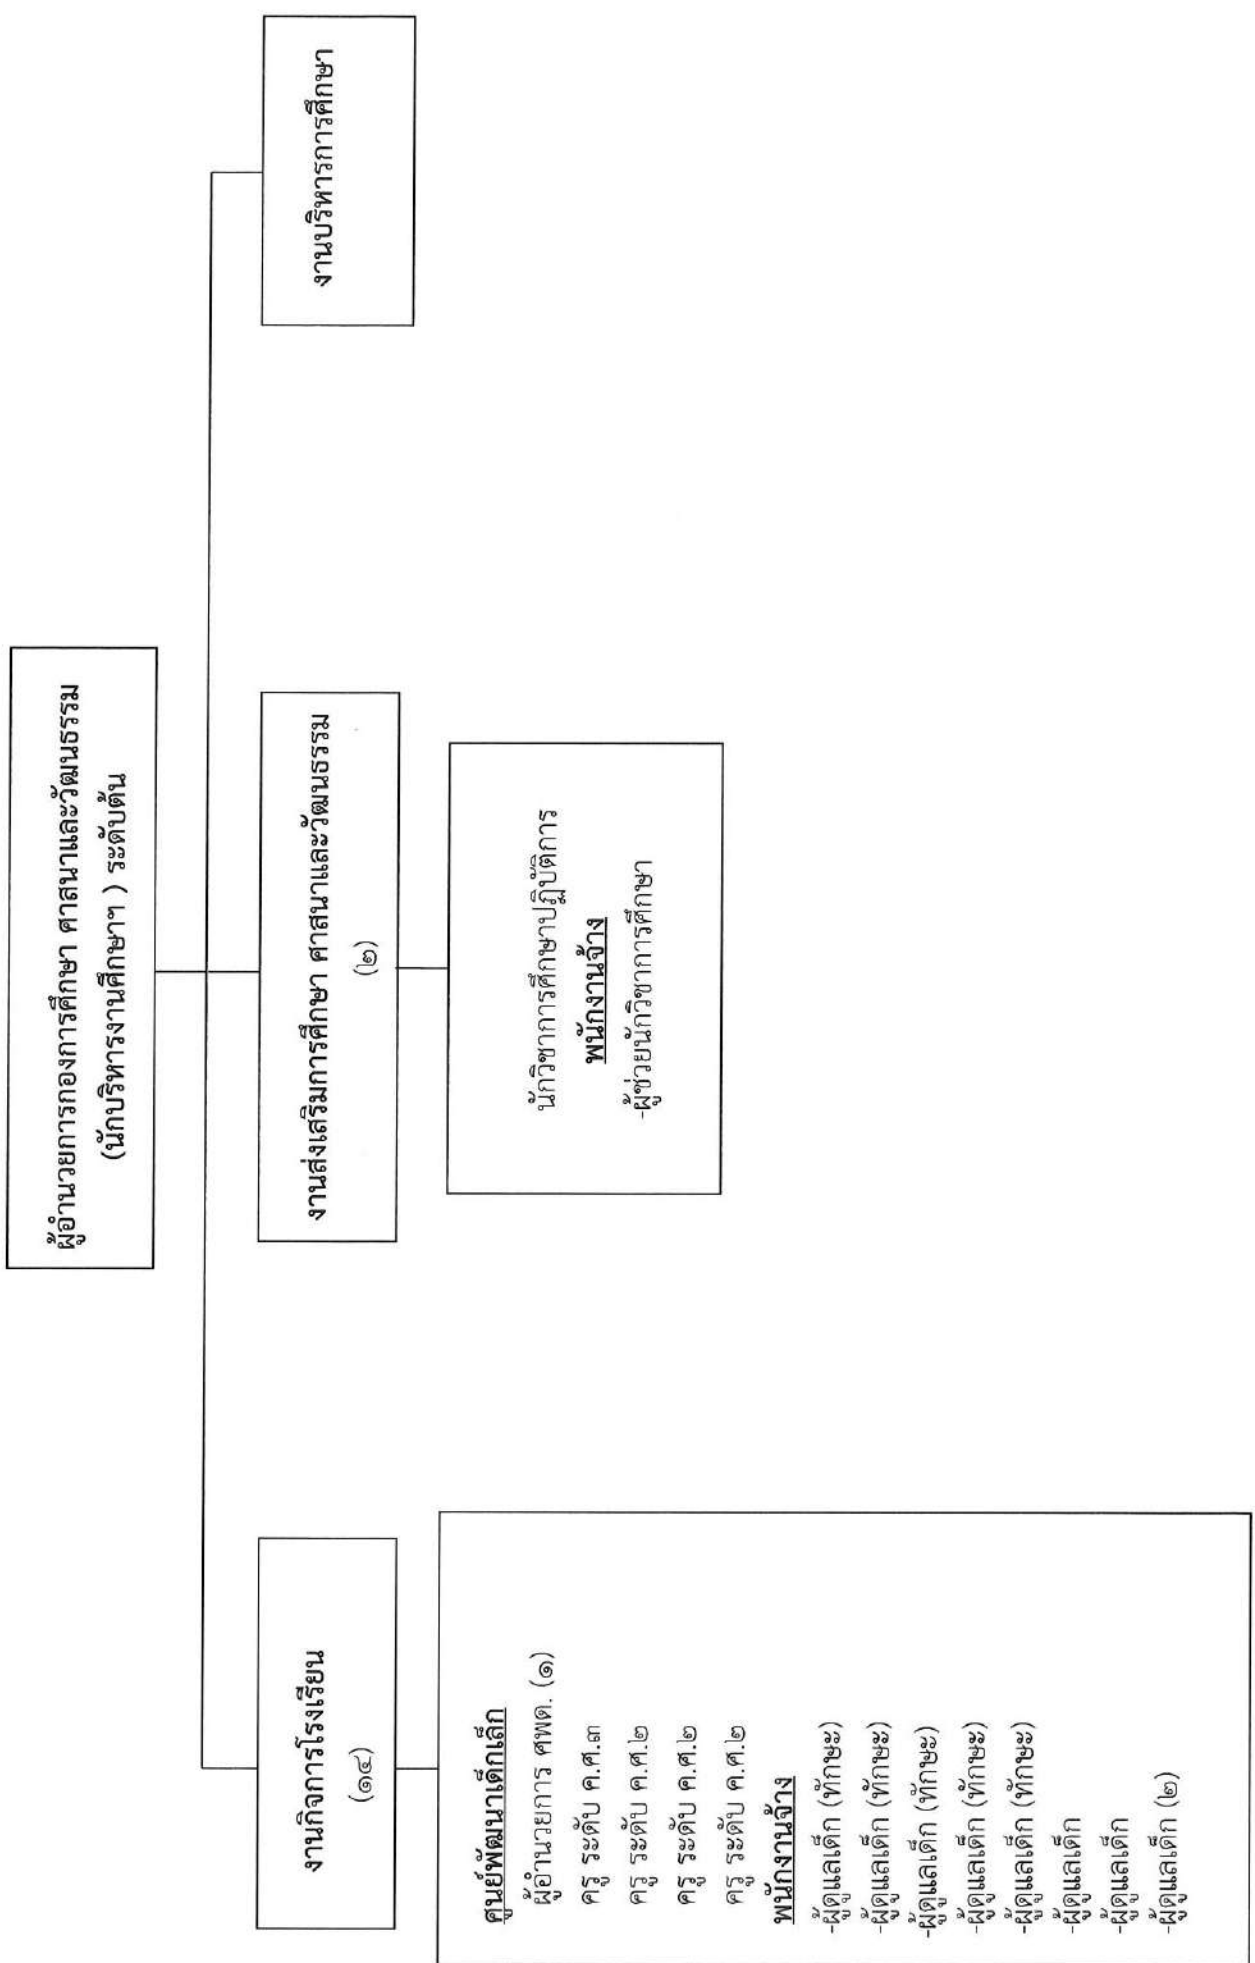 ผู้อำนวยการกองการศึกษา ศาสนาและวัฒนธรรม
(นักบริหารงานศึกษาฯ ) ระดับต้น
งานกิจการโรงเรียน
(๑๔)
งานส่งเสริมการศึกษา ศาสนาและวัฒนธรรม
(๒)
งานบริหารการศึกษา
ศูนย์พัฒนาเด็กเล็ก
ผู้อำนวยการ ศพด. (๑)
ครู ระดับ ค.ศ.๓
ครู ระดับ ค.ศ.๒
ครู ระดับ ค.ศ.๒
ครู ระดับ ค.ศ.๒
พนักงานจ้าง
-ผู้ดูแลเด็ก (ทักษะ)
-ผู้ดูแลเด็ก (ทักษะ)
-ผู้ดูแลเด็ก (ทักษะ)
-ผู้ดูแลเด็ก (ทักษะ)
-ผู้ดูแลเด็ก (ทักษะ)
-ผู้ดูแลเด็ก
-ผู้ดูแลเด็ก
-ผู้ดูแลเด็ก (๒)
นักวิชาการศึกษาปฏิบัติการ
พนักงานจ้าง
-ผู้ช่วยนักวิชาการศึกษา